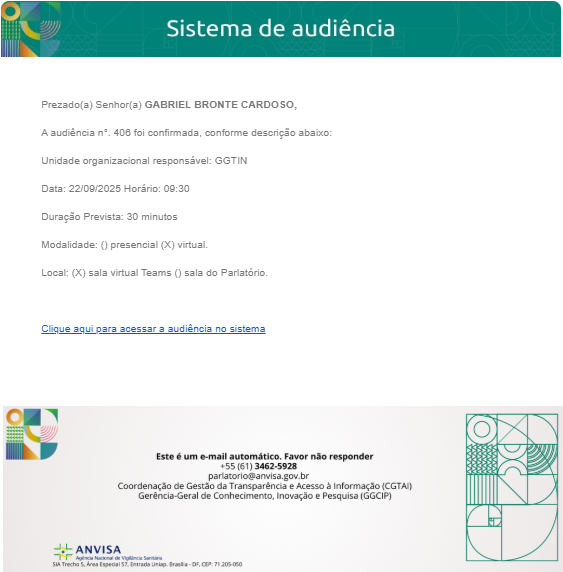 Sistema de audiência
Prezado(a) Senhor(a) GABRIEL BRONTE CARDOSO,
A audiência n°. 406 foi confirmada, conforme descrição abaixo:
Unidade organizacional responsável: GGTIN
Data: 22/09/2025 Horário: 09:30
Duração Prevista: 30 minutos
Modalidade: () presencial (X) virtual.
Local: (X) sala virtual Teams () sala do Parlatório.
Clique aqui para acessar a audiência no sistema
Este é um e-mail automático. Favor não responder
+55 (61) 3462-5928
parlatorio@anvisa.gov.br
Coordenação de Gestão da Transparência e Acesso à Informação (CGTAI)
Gerência-Geral de Conhecimento, Inovação e Pesquisa (GGCIP)
ANVISA
Agência Nacional de Vigilância Sanitária
SIA Trecho 5, Área Especial 57, Entrada Uniap. Brasília - DF, CEP: 71.205-050